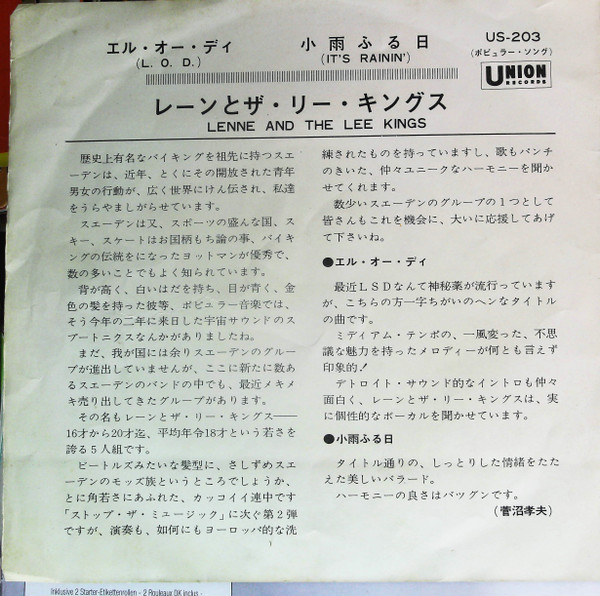 エル・オー・ディ
(L. O. D.)
小雨ふる日
(IT'S RAININ')
US-203
(ポピュラー・ソング)
UNION
RECORDS
レーンとザ・リー・キングス
LENNE AND THE LEE KINGS
歴史上有名なバイキングを祖先に持つスエ
ーデンは、近年、とくにその開放された青年
男女の行動が、広く世界にけん伝され、私達
をうらやましがらせています。
スエーデンは又、スポーツの盛んな国、ス
キー、スケートはお国柄もち論の事、バイキ
ングの伝統をになったヨットマンが優秀で、
数の多いことでもよく知られています。
背が高く、白いはだを持ち、目が青く、金
色の髪を持った彼等、ポピュラー音楽では、
そう今年の二年に来日した宇宙サウンドのス
プートニクスなんかがありましたね。
まだ、我が国には余りスエーデンのグルー
プが進出していませんが、ここに新たに数あ
るスエーデンのバンドの中でも、最近メキメ
キ売り出してきたグループがあります。
その名もレーンとザ・リー・キングス――
16才から20才迄、平均年令18才という若さを
誇る5人組です。
ビートルズみたいな髪型に、さしずめスエ
ーデンのモッズ族というところでしょうか、
とに角若さにあふれた、カッコイイ連中です
「ストップ・ザ・ミュージック」に次ぐ第2弾
ですが、演奏も、如何にもヨーロッパ的な洗
練されたものを持っていますし、歌もパンチ
のきいた、仲々ユニークなハーモニーを聞か
せてくれます。
数少いスエーデンのグループの1つとして
皆さんもこれを機会に、大いに応援してあげ
て下さいね。
●エル・オー・ディ
最近LSDなんて神秘薬が流行っています
が、こちらの方一字ちがいのヘンなタイトル
の曲です。
ミディアム・テンポの、一風変った、不思
議な魅力を持ったメロディーが何とも言えず
印象的!
デトロイト・サウンド的なイントロも仲々
面白く、レーンとザ・リー・キングスは、実
に個性的なボーカルを聞かせています。
●小雨ふる日
タイトル通りの、しっとりした情緒をたた
えた美しいバラード。
ハーモニーの良さはバツグンです。
(菅沼孝夫)
Inklusive 2 Starter-Etikettenrollen - 2 Rouleaux DK inclus -